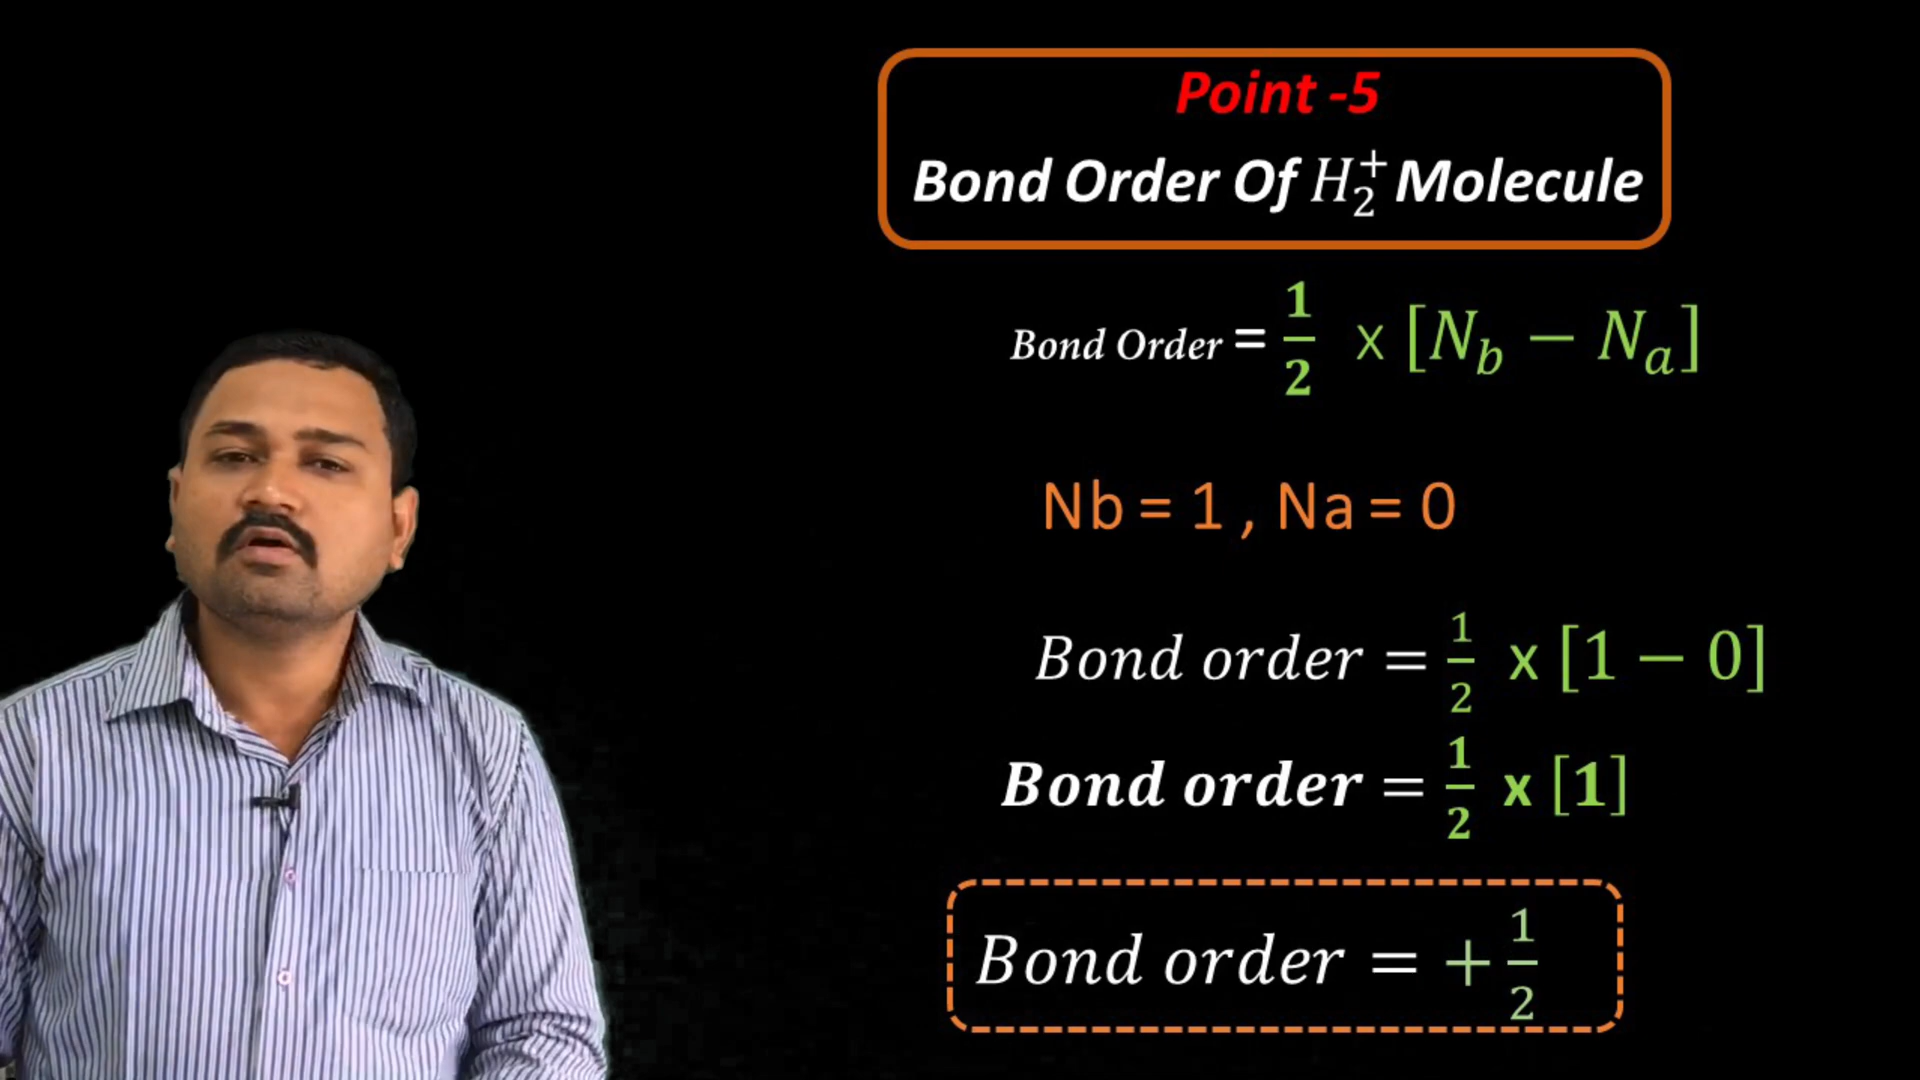 Point -5
Bond Order Of H₂⁺ Molecule
Bond Order = 1/2 x [N_b − N_a]
Nb = 1 , Na = 0
Bond order = 1/2 x [1 − 0]
Bond order = 1/2 x [1]
Bond order = +1/2